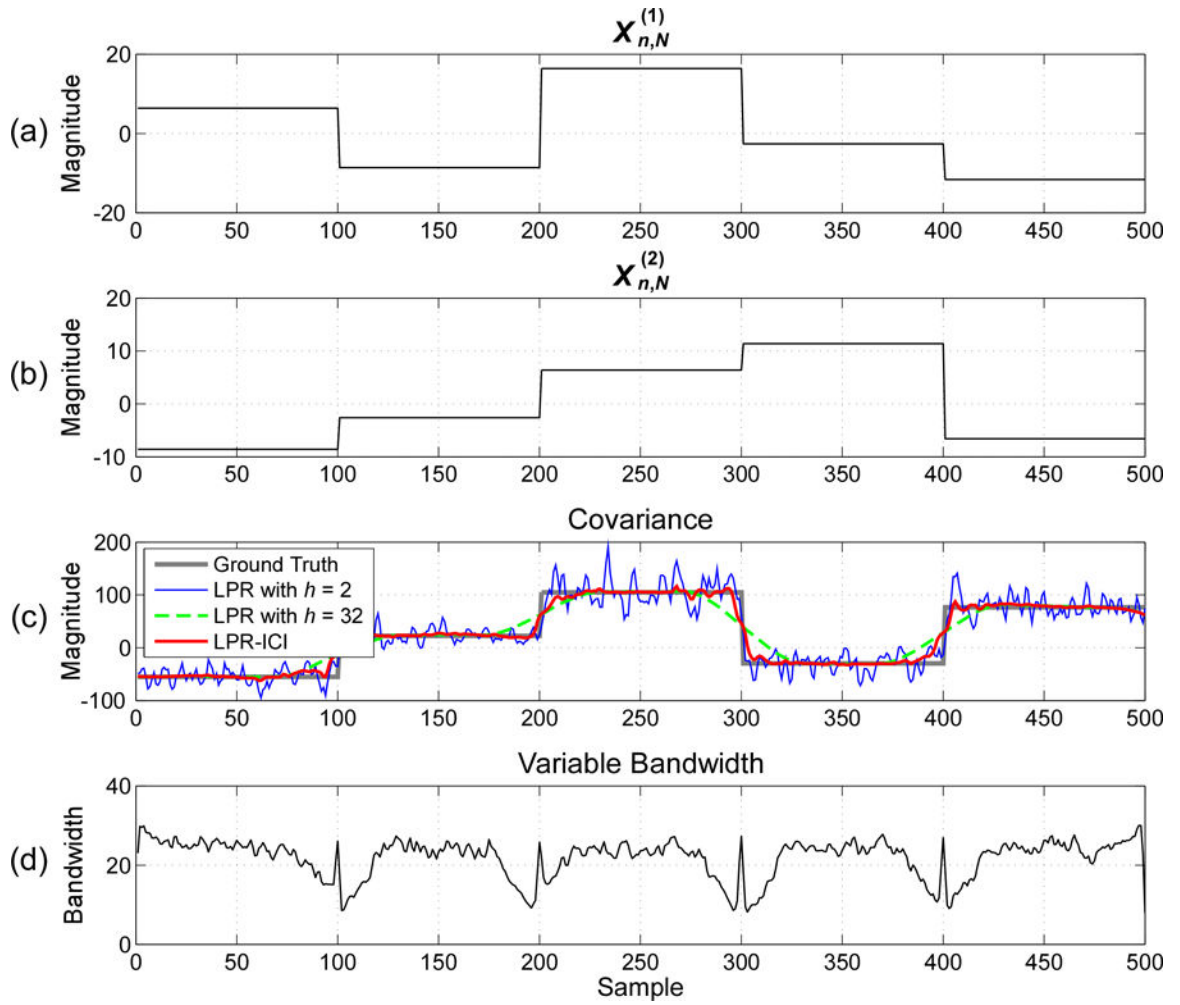 X n,N (1)
(a)
Magnitude
20
0
-20
0 50 100 150 200 250 300 350 400 450 500
X n,N (2)
(b)
Magnitude
20
10
0
-10
0 50 100 150 200 250 300 350 400 450 500
Covariance
(c)
Magnitude
200
100
0
-100
Ground Truth
LPR with h = 2
LPR with h = 32
LPR-ICI
0 50 100 150 200 250 300 350 400 450 500
Variable Bandwidth
(d)
Bandwidth
40
20
0
0 50 100 150 200 250 300 350 400 450 500
Sample